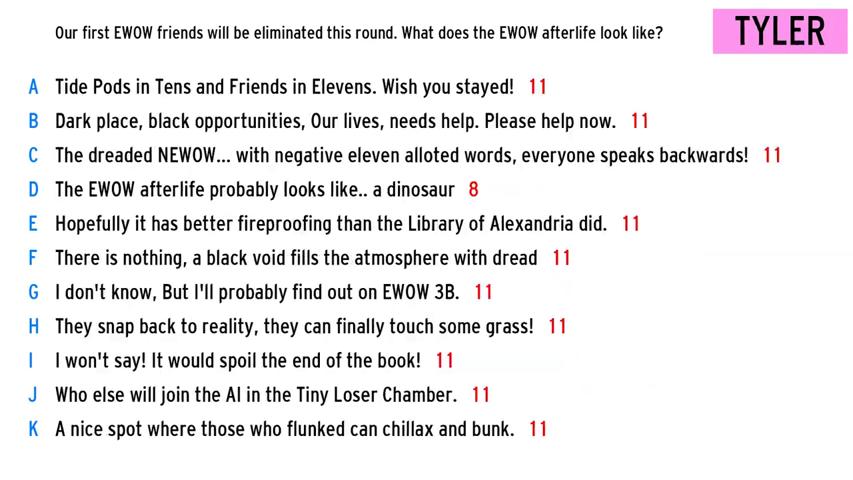 Our first EWOW friends will be eliminated this round. What does the EWOW afterlife look like?
TYLER
A Tide Pods in Tens and Friends in Elevens. Wish you stayed! 11
B Dark place, black opportunities, Our lives, needs help. Please help now. 11
C The dreaded NEWOW... with negative eleven alloted words, everyone speaks backwards! 11
D The EWOW afterlife probably looks like.. a dinosaur 8
E Hopefully it has better fireproofing than the Library of Alexandria did. 11
F There is nothing, a black void fills the atmosphere with dread 11
G I don't know, But I'll probably find out on EWOW 3B. 11
H They snap back to reality, they can finally touch some grass! 11
I I won't say! It would spoil the end of the book! 11
J Who else will join the AI in the Tiny Loser Chamber. 11
K A nice spot where those who flunked can chillax and bunk. 11